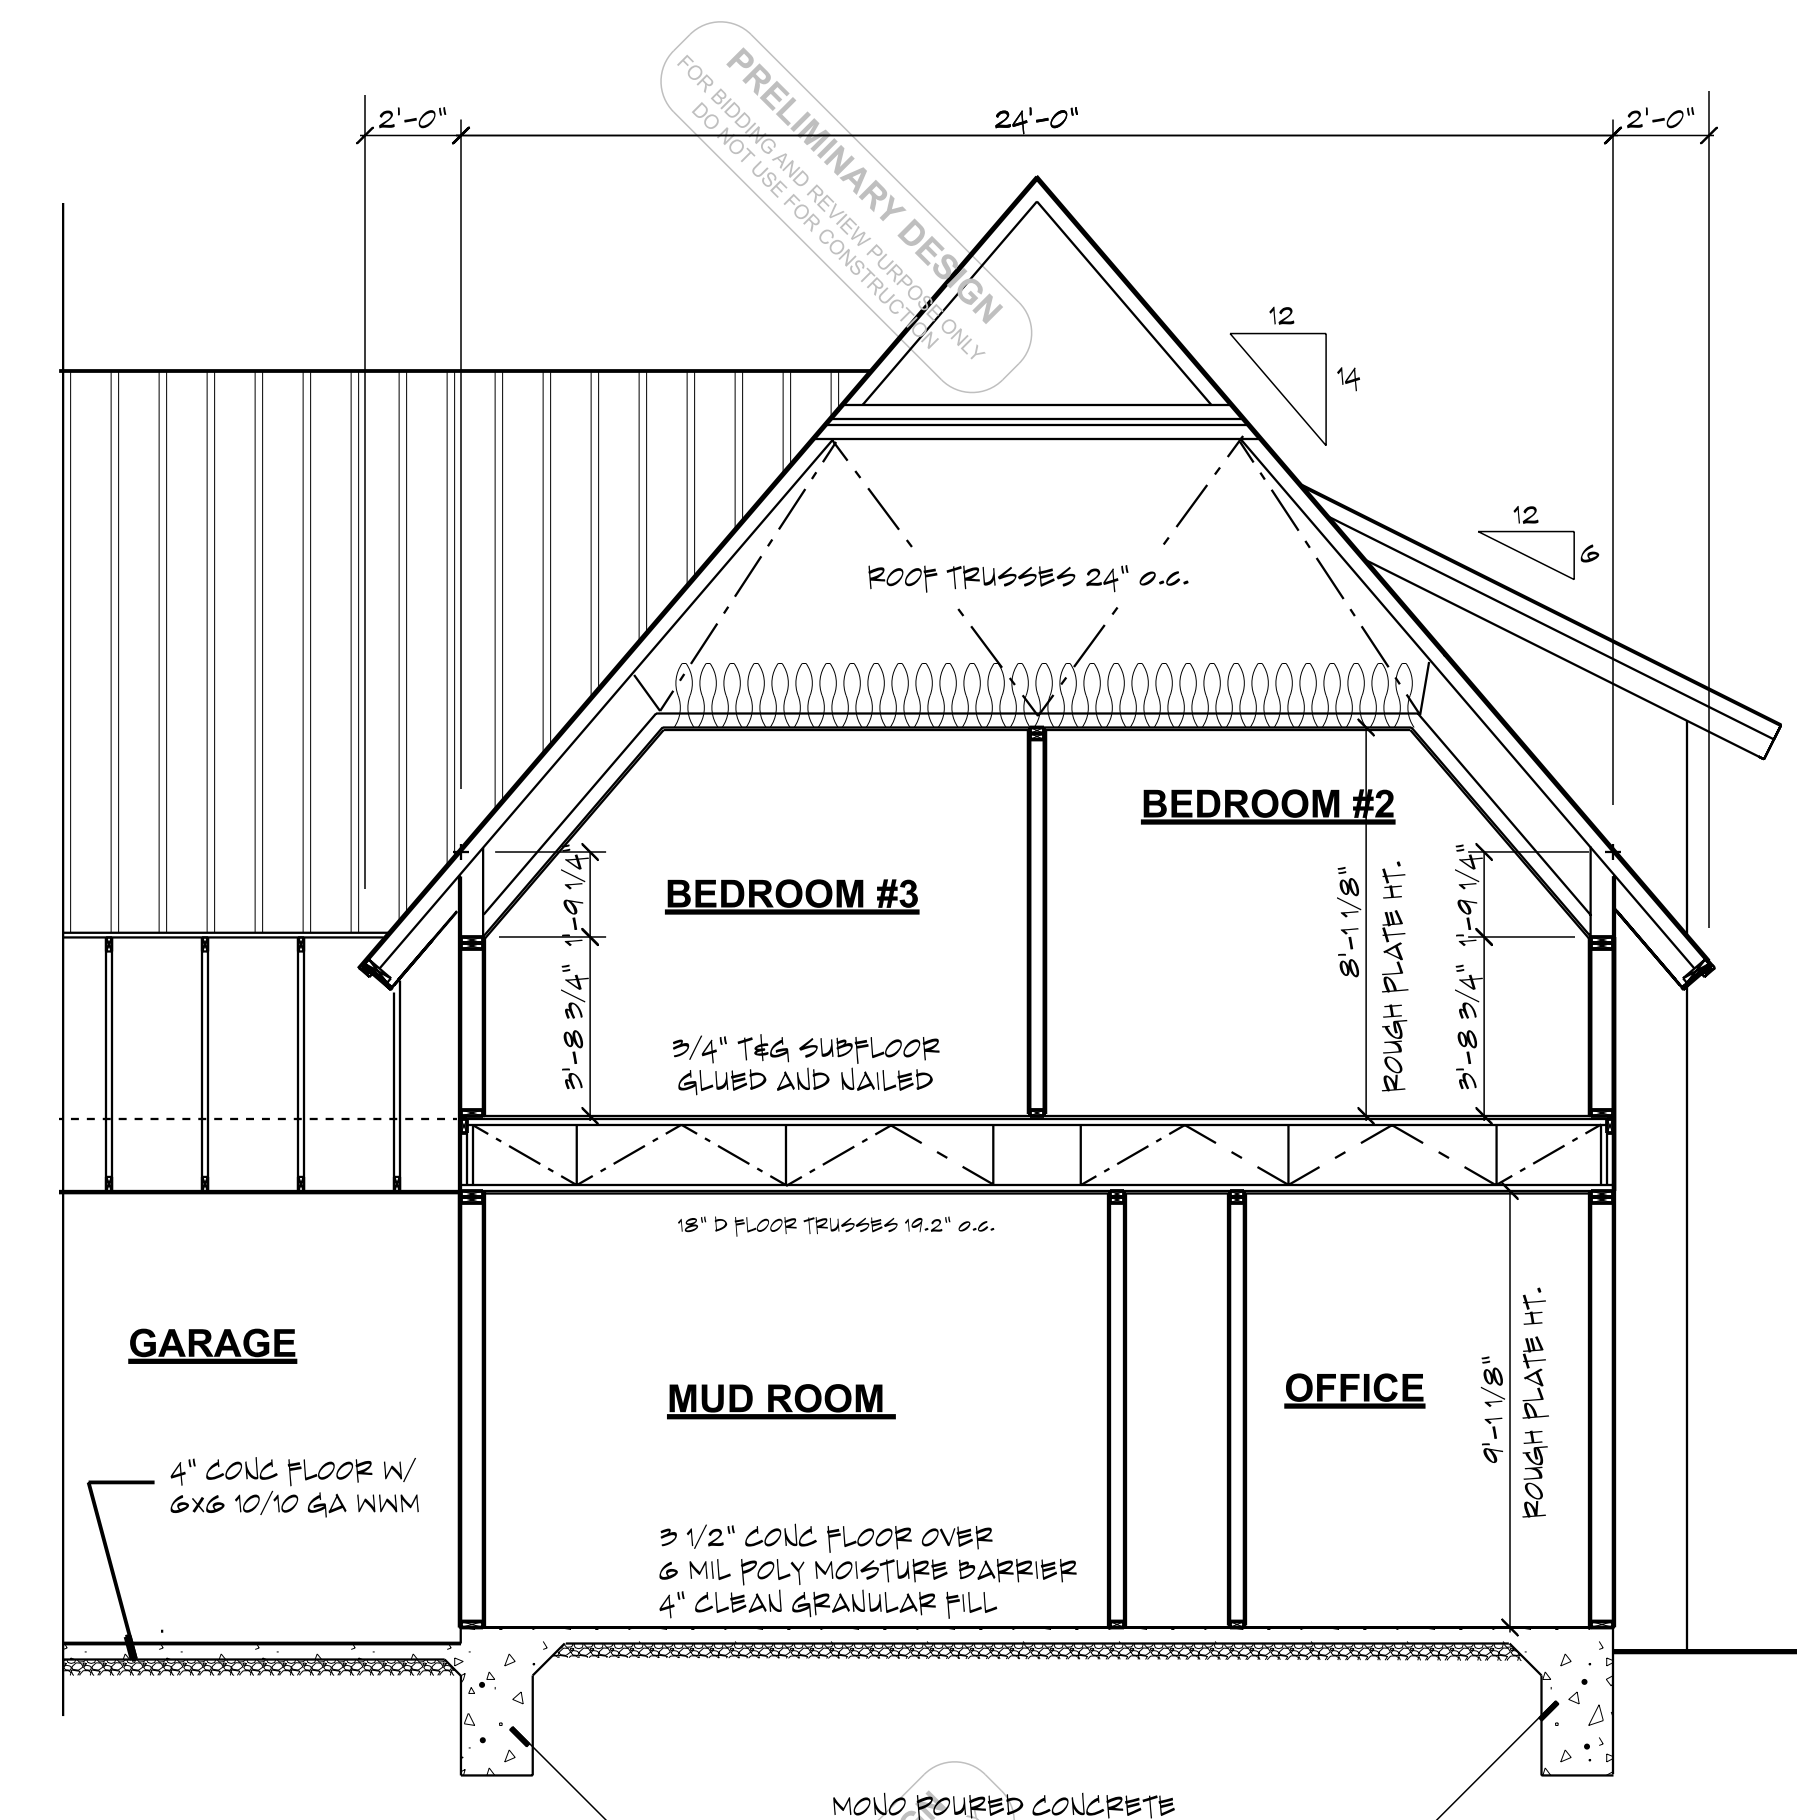 PRELIMINARY DESIGN
FOR BIDDING AND REVIEW PURPOSE ONLY
DO NOT USE FOR CONSTRUCTION
2'-0"
24'-0"
2'-0"
12
14
12
6
ROOF TRUSSES 24" o.c.
BEDROOM #2
BEDROOM #3
1'-9 1/4"
3'-8 3/4"
8'-1 1/8"
ROUGH PLATE HT.
1'-9 1/4"
3'-8 3/4"
3/4" T&G SUBFLOOR
GLUED AND NAILED
18" D FLOOR TRUSSES 19.2" o.c.
GARAGE
MUD ROOM
OFFICE
9'-1 1/8"
ROUGH PLATE HT.
4" CONC FLOOR W/
6X6 10/10 GA WWM
3 1/2" CONC FLOOR OVER
6 MIL POLY MOISTURE BARRIER
4" CLEAN GRANULAR FILL
MONO POURED CONCRETE